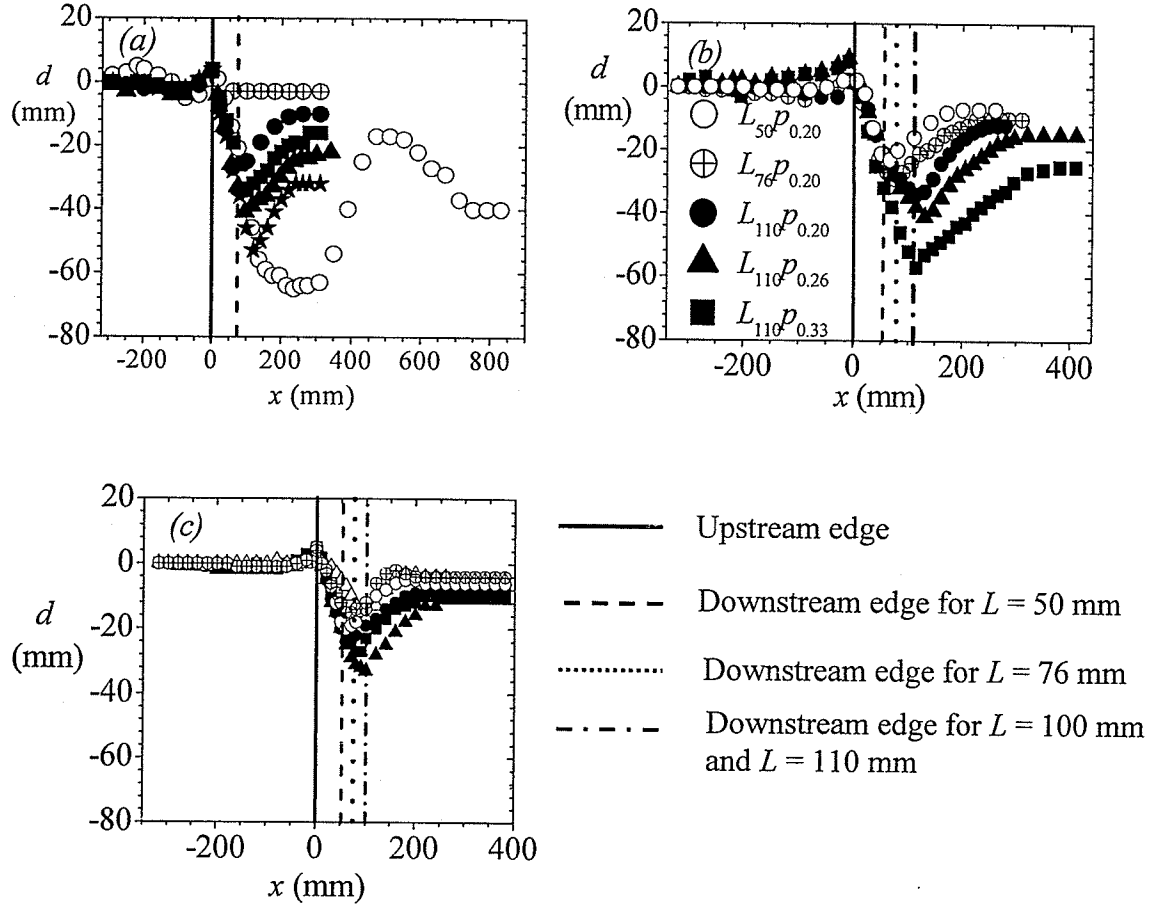 20
(a)
0
d
(mm)
-20
-40
-60
-80
-200 0 200 400 600 800
x (mm)
20
(b)
0
d
(mm)
-20
-40
-60
-80
L50p0.20
L76p0.20
L110p0.20
L110p0.26
L110p0.33
-200 0 200 400
x (mm)
20
(c)
0
d
(mm)
-20
-40
-60
-80
-200 0 200 400
x (mm)
Upstream edge
Downstream edge for L = 50 mm
Downstream edge for L = 76 mm
Downstream edge for L = 100 mm
and L = 110 mm